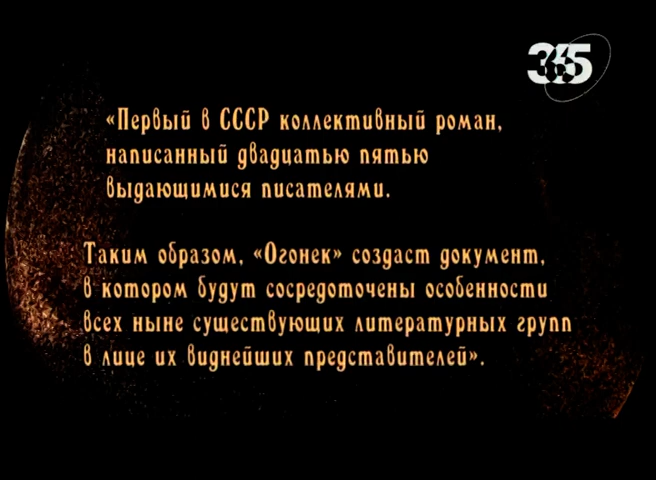 365
«Первый в СССР коллективный роман,
написанный двадцатью пятью
выдающимися писателями.
Таким образом, «Огонек» создаст документ,
в котором будут сосредоточены особенности
всех ныне существующих литературных групп
в лице их виднейших представителей».